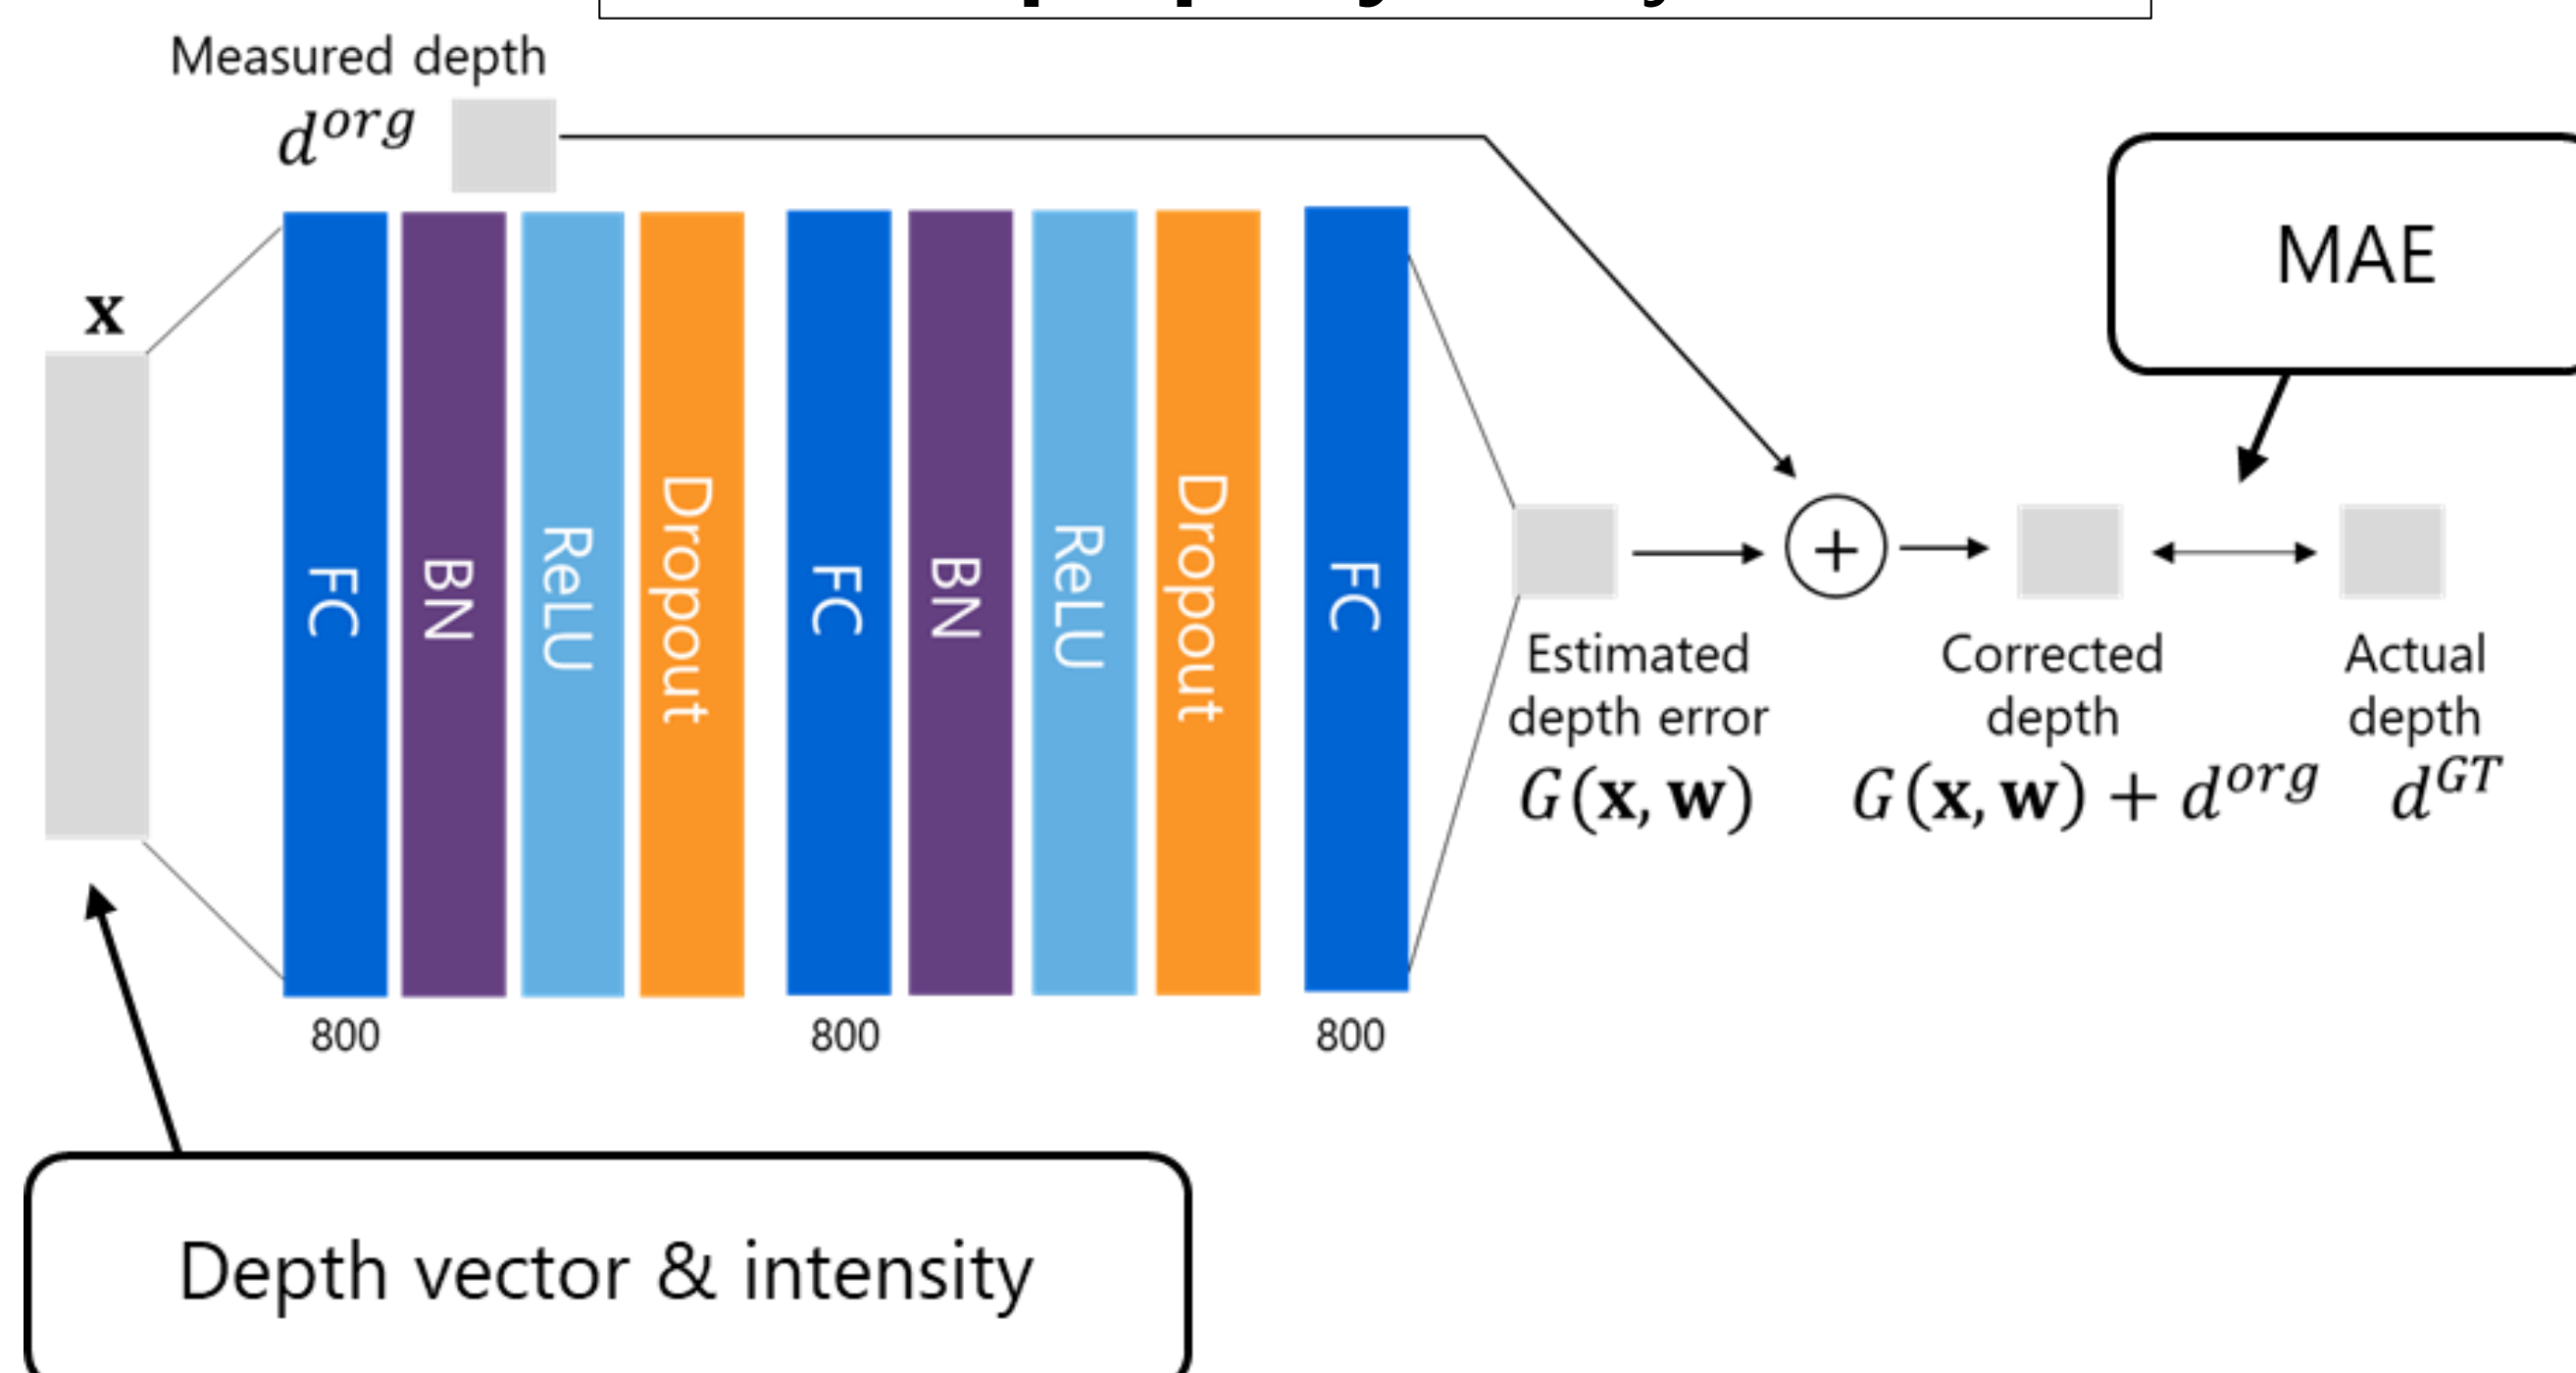 Measured depth
d^{org}
x
FC
BN
ReLU
Dropout
FC
BN
ReLU
Dropout
FC
800
800
800
MAE
+
Estimated
depth error
G(x, w)
Corrected
depth
G(x, w) + d^{org}
Actual
depth
d^{GT}
Depth vector & intensity